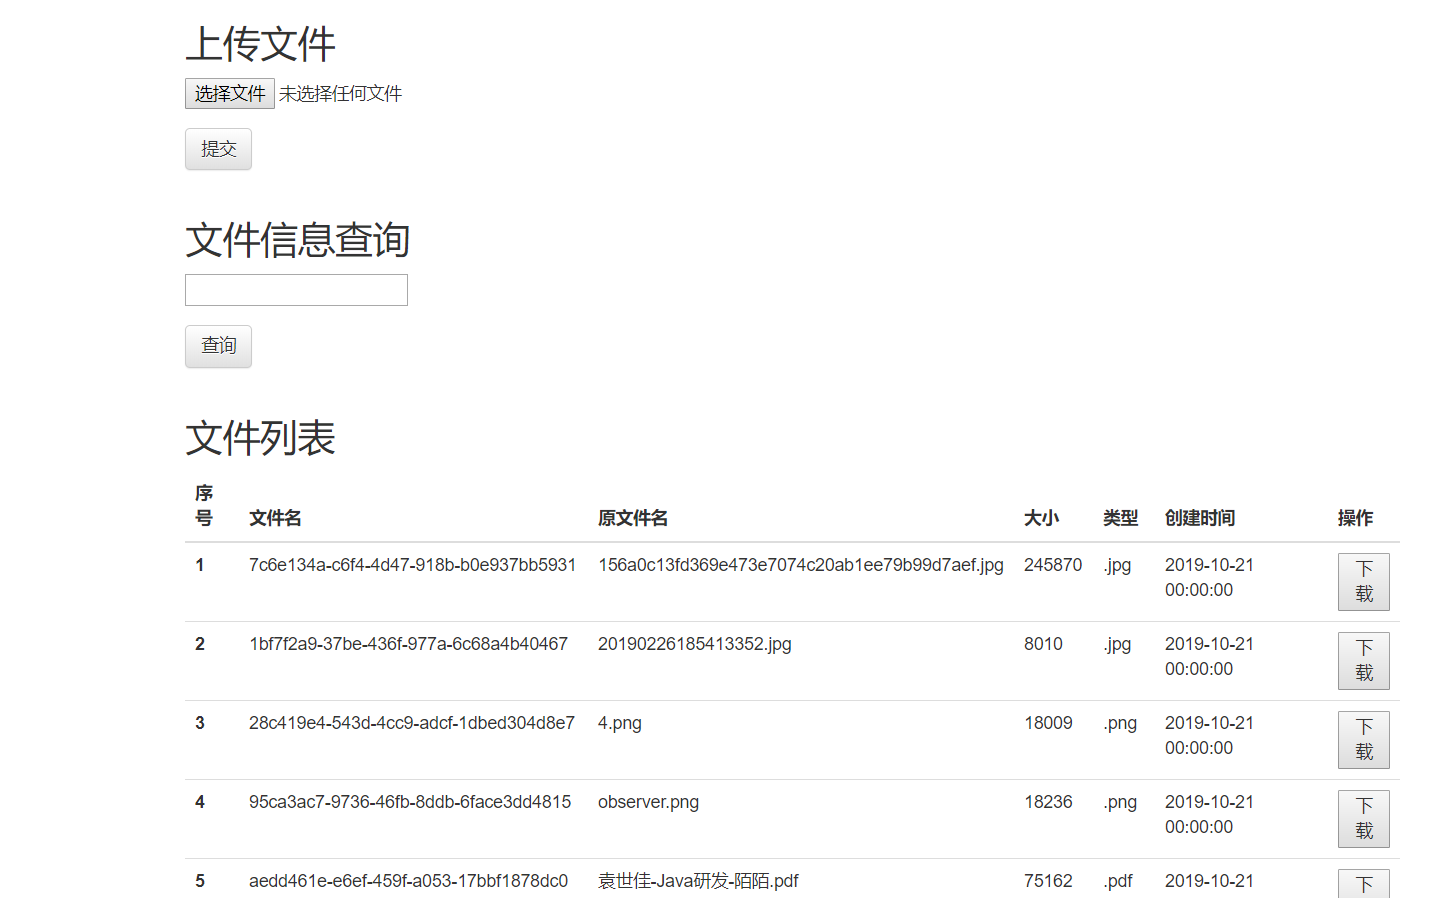 上传文件
选择文件 未选择任何文件
提交
文件信息查询
查询
文件列表
序号 文件名 原文件名 大小 类型 创建时间 操作
1 7c6e134a-c6f4-4d47-918b-b0e937bb5931 156a0c13fd369e473e7074c20ab1ee79b99d7aef.jpg 245870 .jpg 2019-10-21 00:00:00 下载
2 1bf7f2a9-37be-436f-977a-6c68a4b40467 20190226185413352.jpg 8010 .jpg 2019-10-21 00:00:00 下载
3 28c419e4-543d-4cc9-adcf-1dbed304d8e7 4.png 18009 .png 2019-10-21 00:00:00 下载
4 95ca3ac7-9736-46fb-8ddb-6face3dd4815 observer.png 18236 .png 2019-10-21 00:00:00 下载
5 aedd461e-e6ef-459f-a053-17bbf1878dc0 袁世佳-Java研发-陌陌.pdf 75162 .pdf 2019-10-21 下